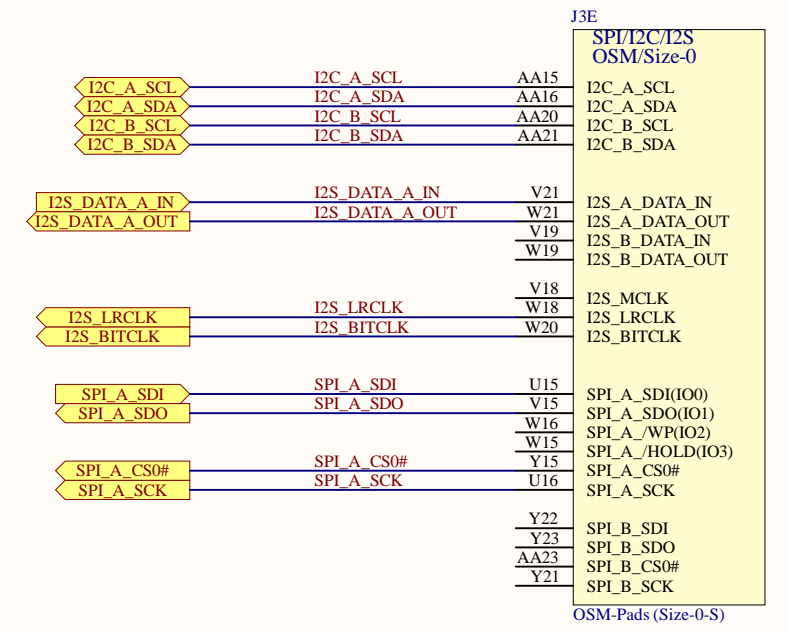 J3E
SPI/I2C/I2S
OSM/Size-0
I2C_A_SCL I2C_A_SCL AA15 I2C_A_SCL
I2C_A_SDA I2C_A_SDA AA16 I2C_A_SDA
I2C_B_SCL I2C_B_SCL AA20 I2C_B_SCL
I2C_B_SDA I2C_B_SDA AA21 I2C_B_SDA
I2S_DATA_A_IN I2S_DATA_A_IN V21 I2S_A_DATA_IN
I2S_DATA_A_OUT I2S_DATA_A_OUT W21 I2S_A_DATA_OUT
V19 I2S_B_DATA_IN
W19 I2S_B_DATA_OUT
V18 I2S_MCLK
I2S_LRCLK I2S_LRCLK W18 I2S_LRCLK
I2S_BITCLK I2S_BITCLK W20 I2S_BITCLK
SPI_A_SDI SPI_A_SDI U15 SPI_A_SDI(IO0)
SPI_A_SDO SPI_A_SDO V15 SPI_A_SDO(IO1)
W16 SPI_A_/WP(IO2)
W15 SPI_A_/HOLD(IO3)
SPI_A_CS0# SPI_A_CS0# Y15 SPI_A_CS0#
SPI_A_SCK SPI_A_SCK U16 SPI_A_SCK
Y22 SPI_B_SDI
Y23 SPI_B_SDO
AA23 SPI_B_CS0#
Y21 SPI_B_SCK
OSM-Pads (Size-0-S)